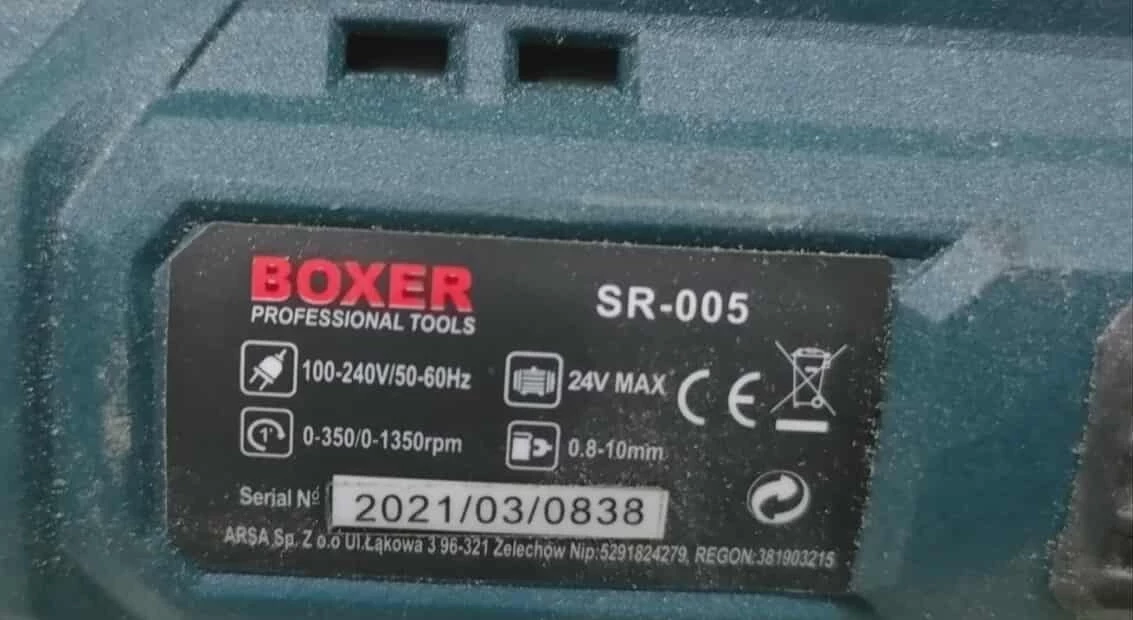 BOXER
PROFESSIONAL TOOLS
SR-005
100-240V/50-60Hz
24V MAX
CE
1"
0-350/0-1350rpm
0.8-10mm
Serial Nº 2021/03/0838
ARSA Sp. Z o.o Ul.Łąkowa 3 96-321 Żelechów Nip:5291824279, REGON:381903215